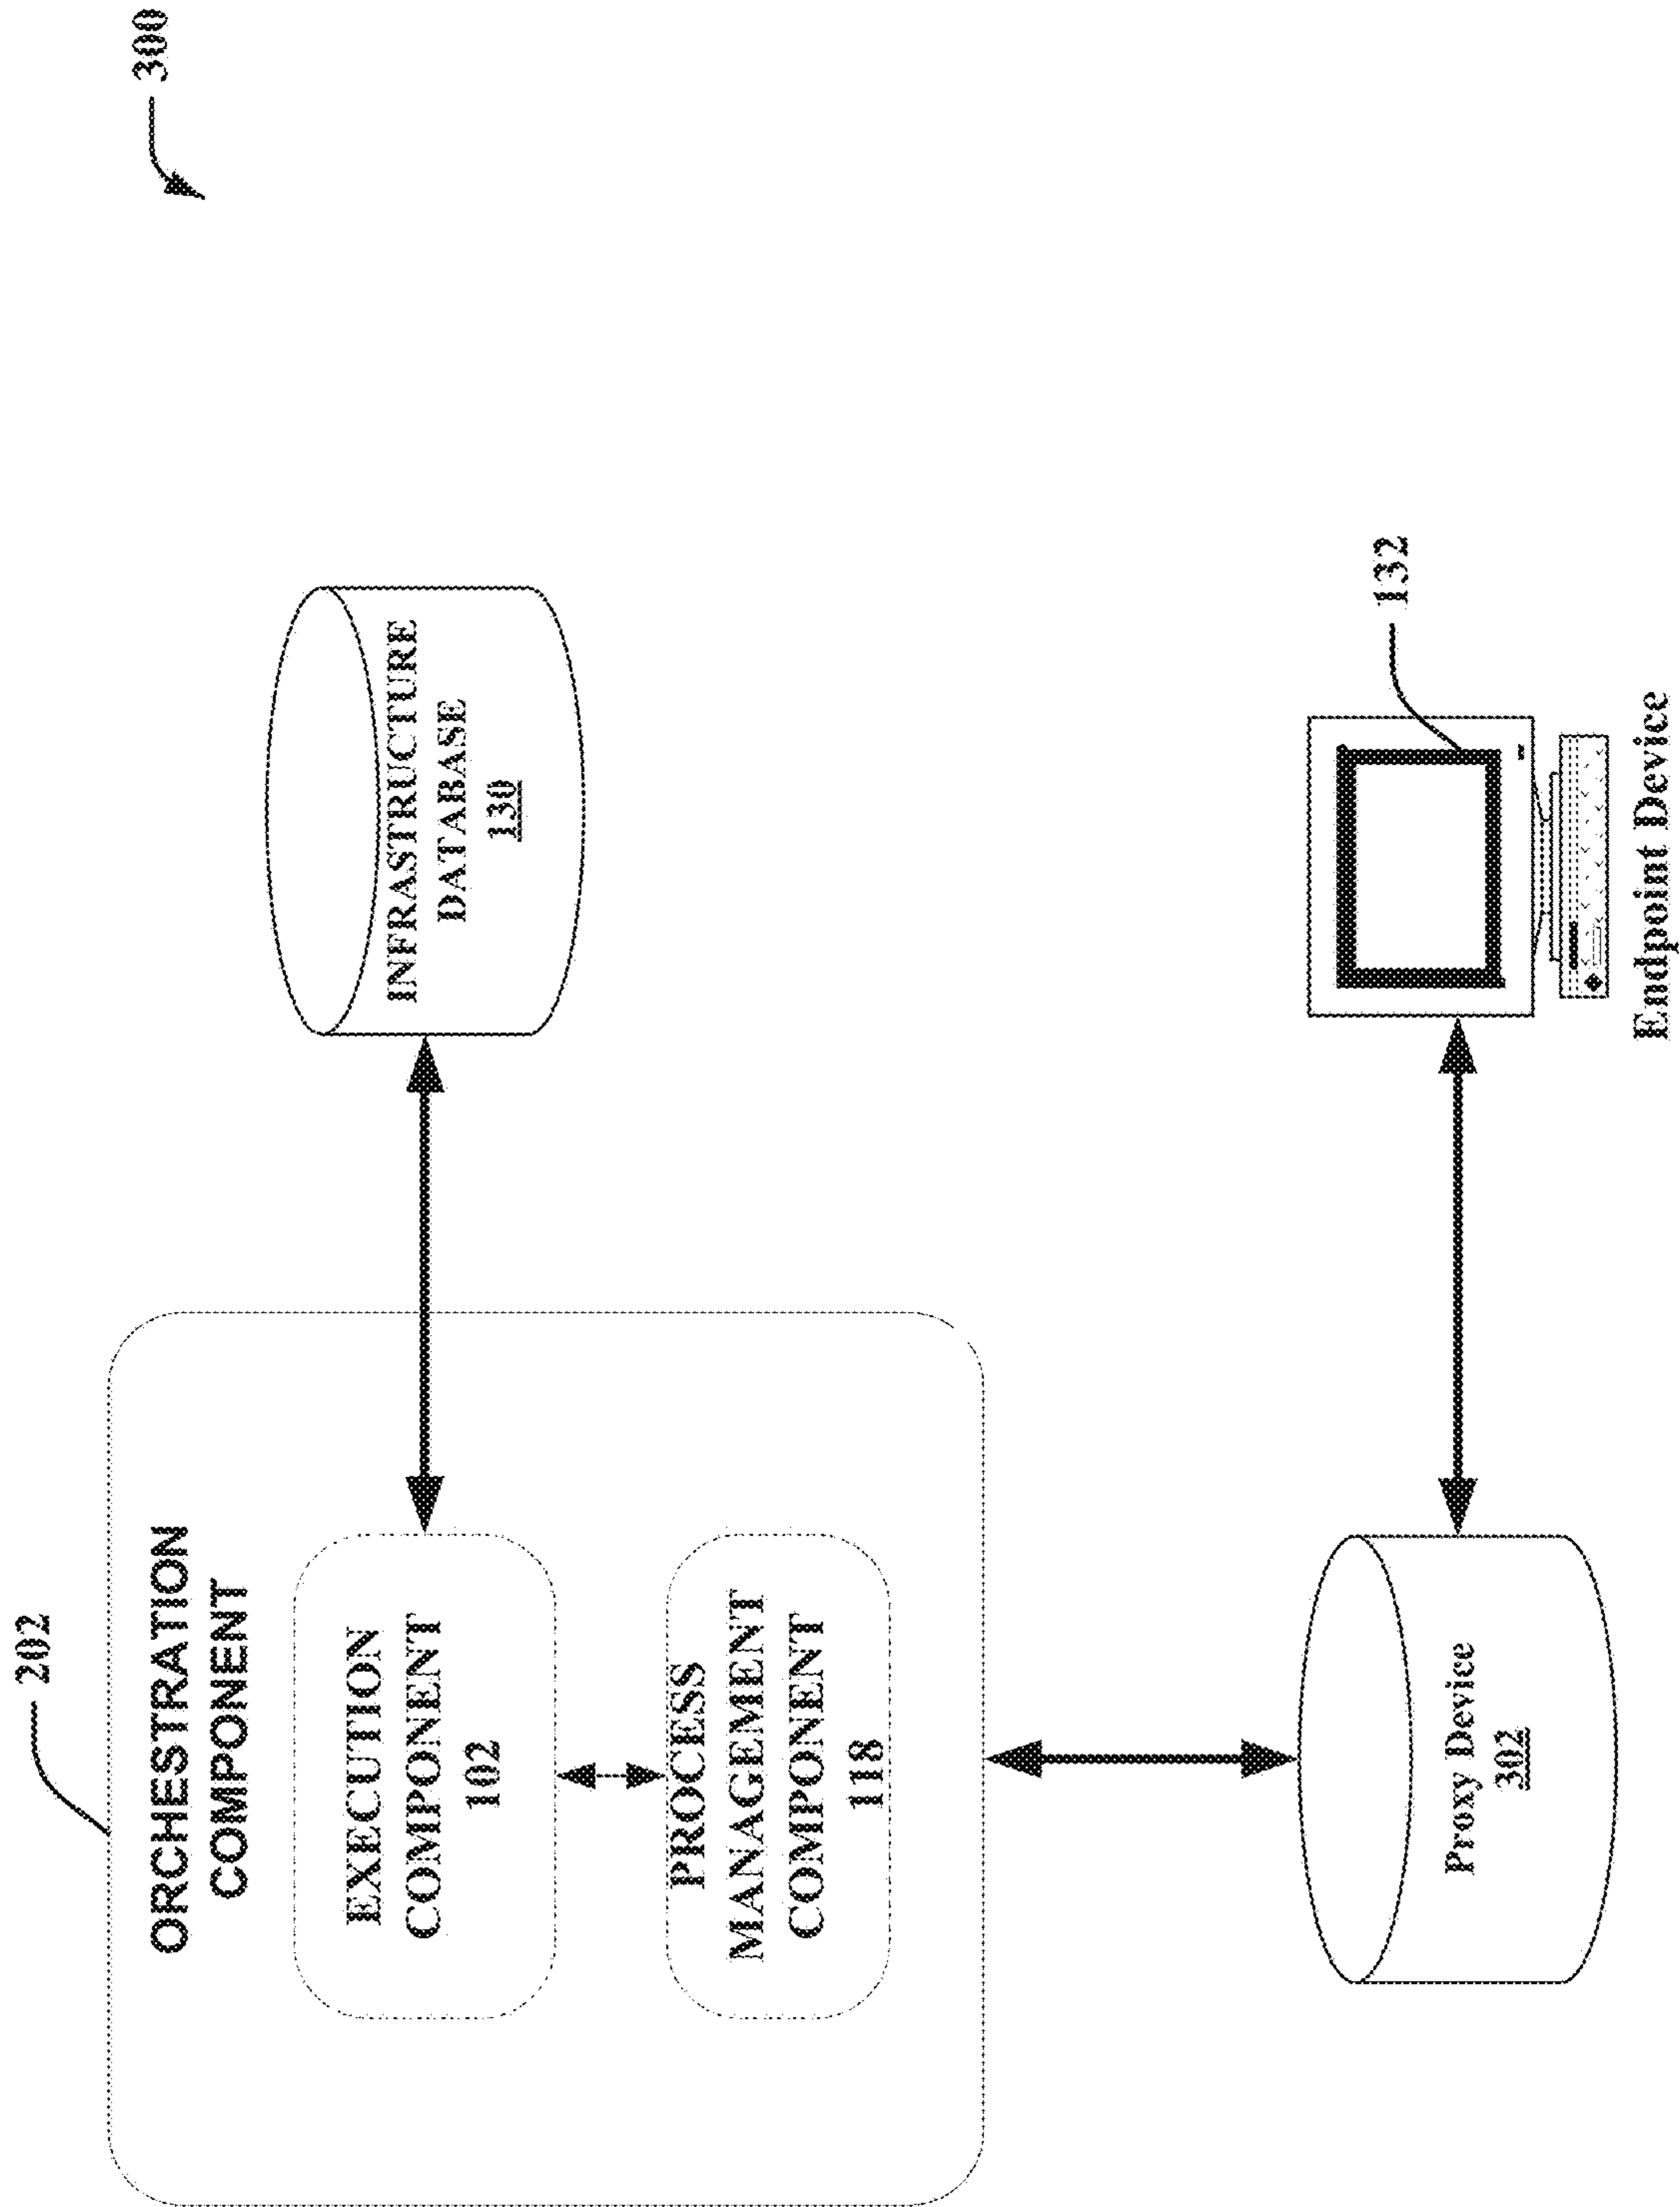 300
202
ORCHESTRATION
COMPONENT
EXECUTION
COMPONENT
102
PROCESS
MANAGEMENT
COMPONENT
118
INFRASTRUCTURE
DATABASE
130
Proxy Device
302
132
Endpoint Device